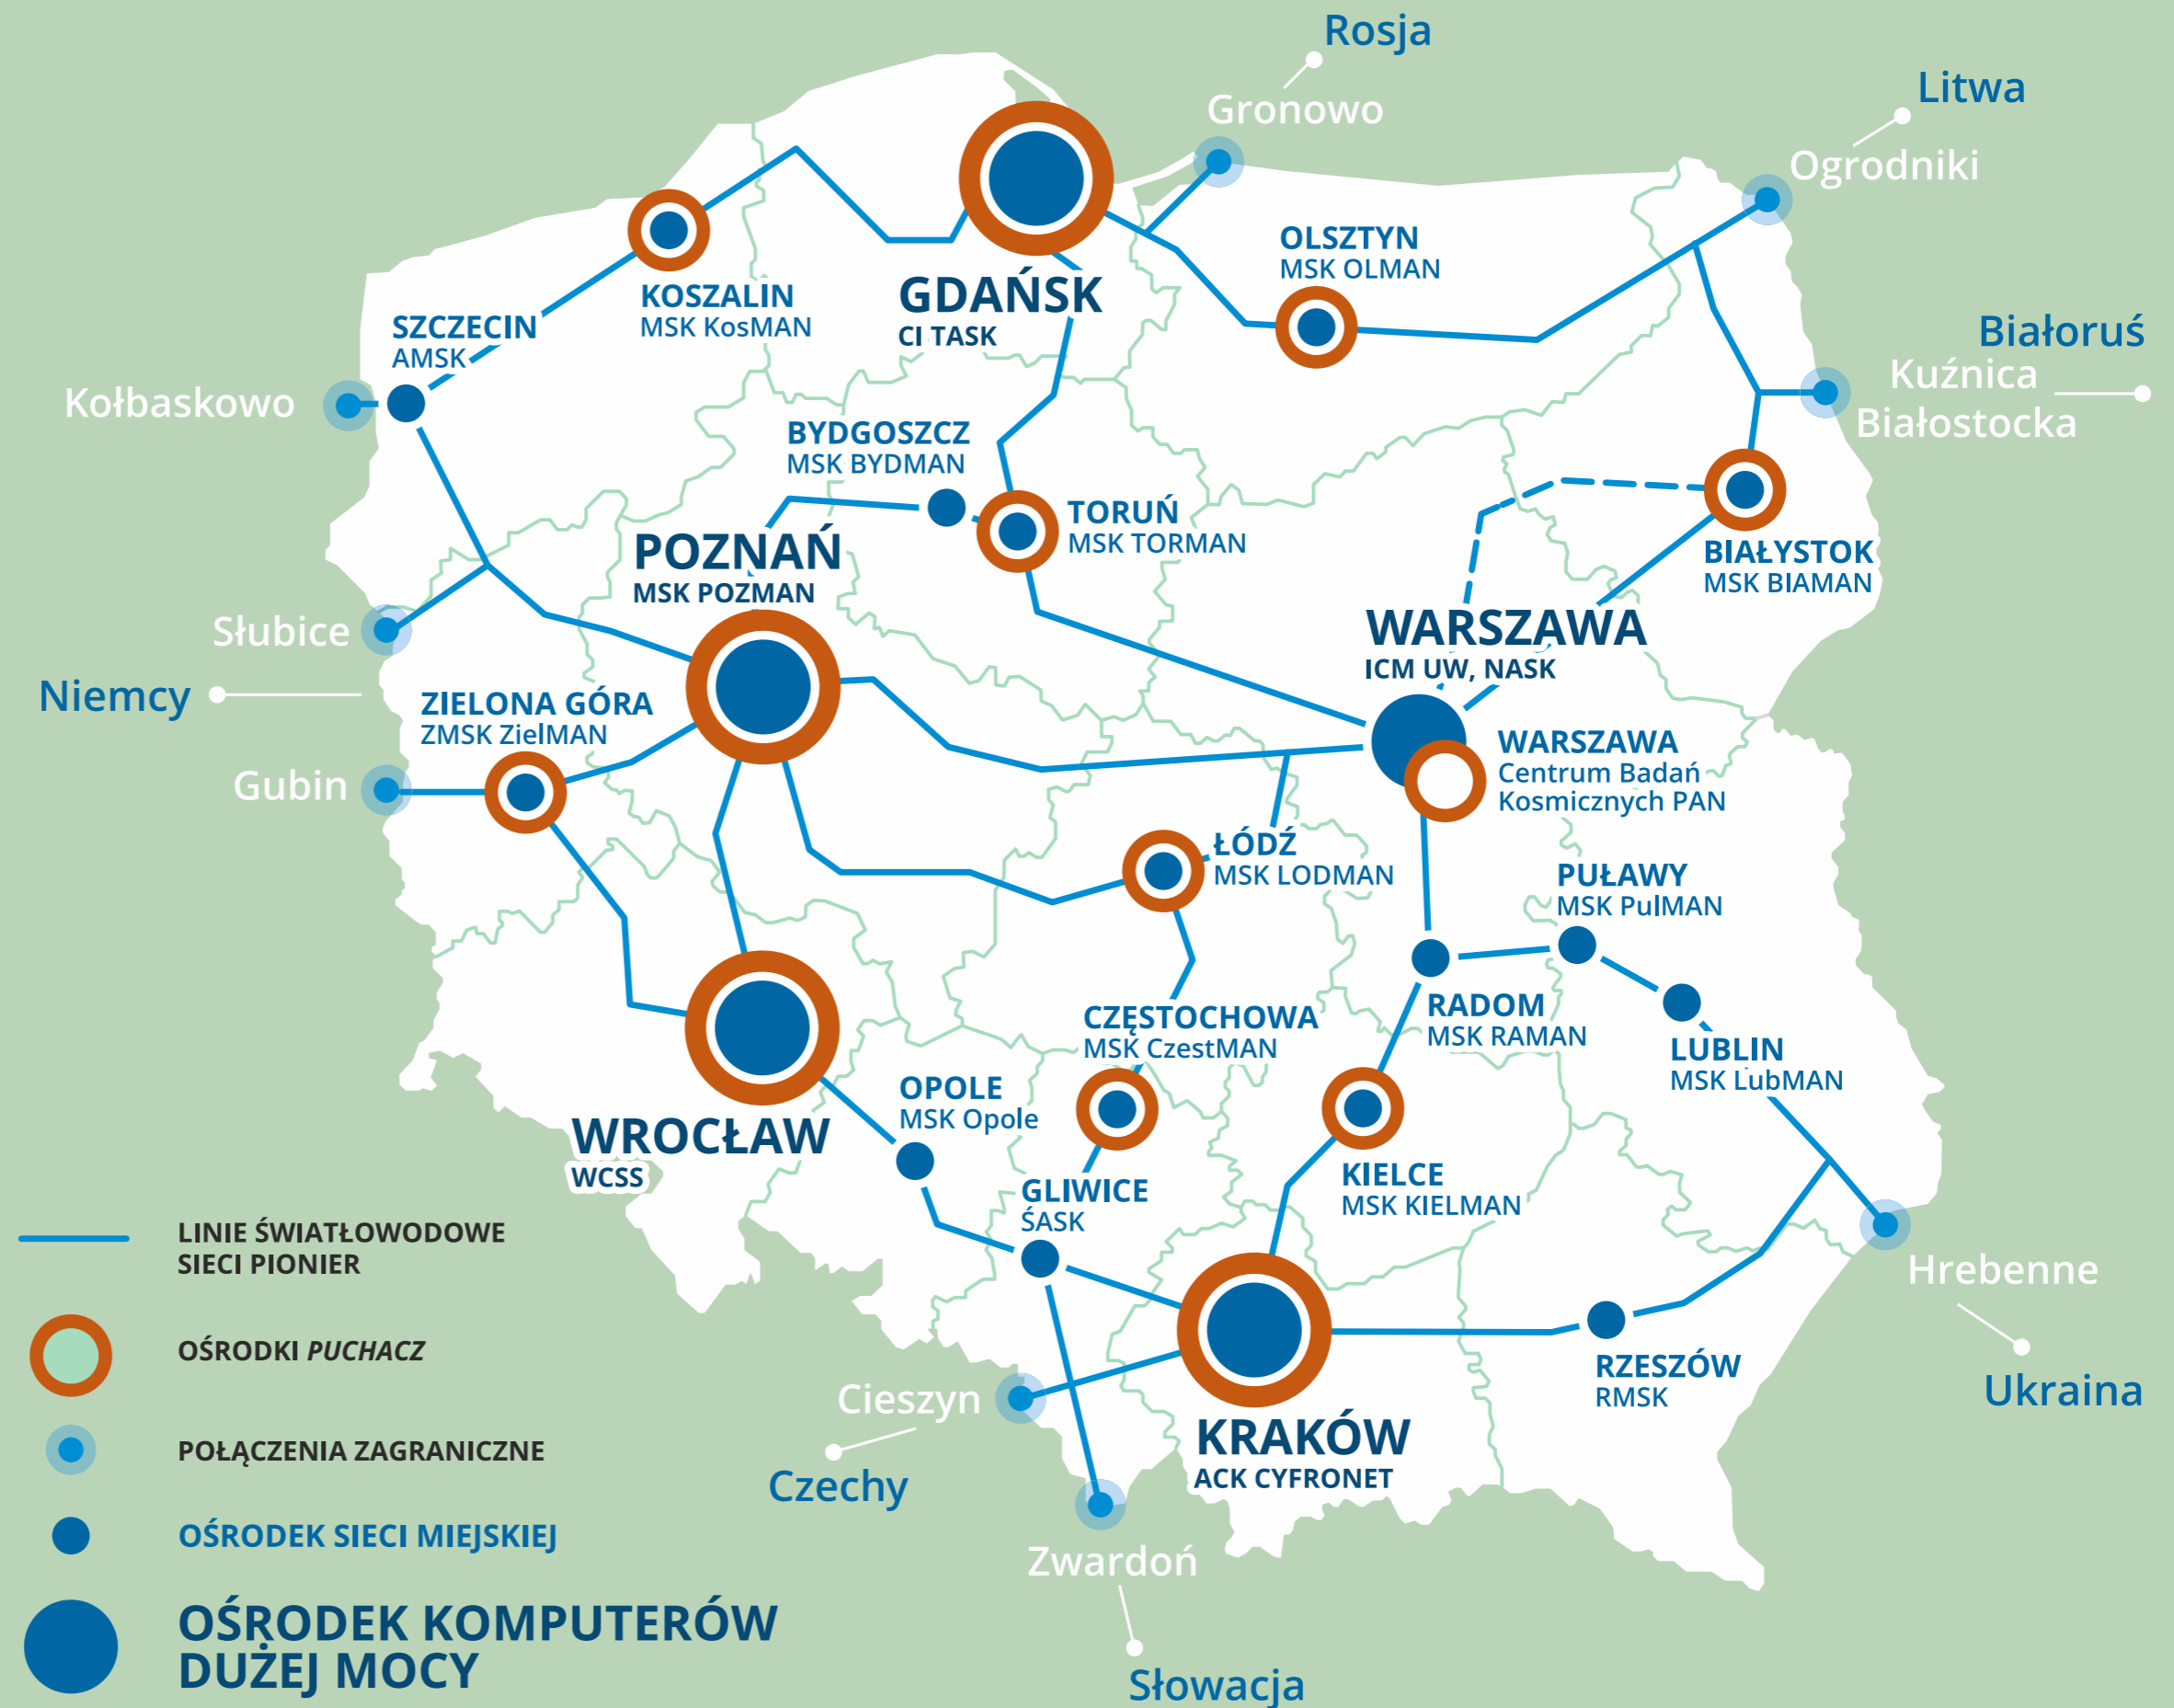 Rosja
Gronowo
Litwa
Ogrodniki
OLSZTYN
MSK OLMAN
KOSZALIN
MSK KosMAN
GDAŃSK
CI TASK
SZCZECIN
AMSK
Białoruś
Kuźnica
Białostocka
Kołbaskowo
BYDGOSZCZ
MSK BYDMAN
TORUŃ
MSK TORMAN
POZNAŃ
MSK POZMAN
BIAŁYSTOK
MSK BIAMAN
Słubice
WARSZAWA
ICM UW, NASK
Niemcy
ZIELONA GÓRA
ZMSK ZielMAN
WARSZAWA
Centrum Badań
Kosmicznych PAN
Gubin
ŁÓDŹ
MSK LODMAN
PUŁAWY
MSK PulMAN
CZĘSTOCHOWA
MSK CzestMAN
RADOM
MSK RAMAN
LUBLIN
MSK LubMAN
OPOLE
MSK Opole
WROCŁAW
WCSS
GLIWICE
ŚASK
KIELCE
MSK KIELMAN
Hrebenne
Ukraina
RZESZÓW
RMSK
Cieszyn
Czechy
KRAKÓW
ACK CYFRONET
Zwardoń
Słowacja
LINIE ŚWIATŁOWODOWE
SIECI PIONIER
OŚRODKI PUCHACZ
POŁĄCZENIA ZAGRANICZNE
OŚRODEK SIECI MIEJSKIEJ
OŚRODEK KOMPUTERÓW
DUŻEJ MOCY